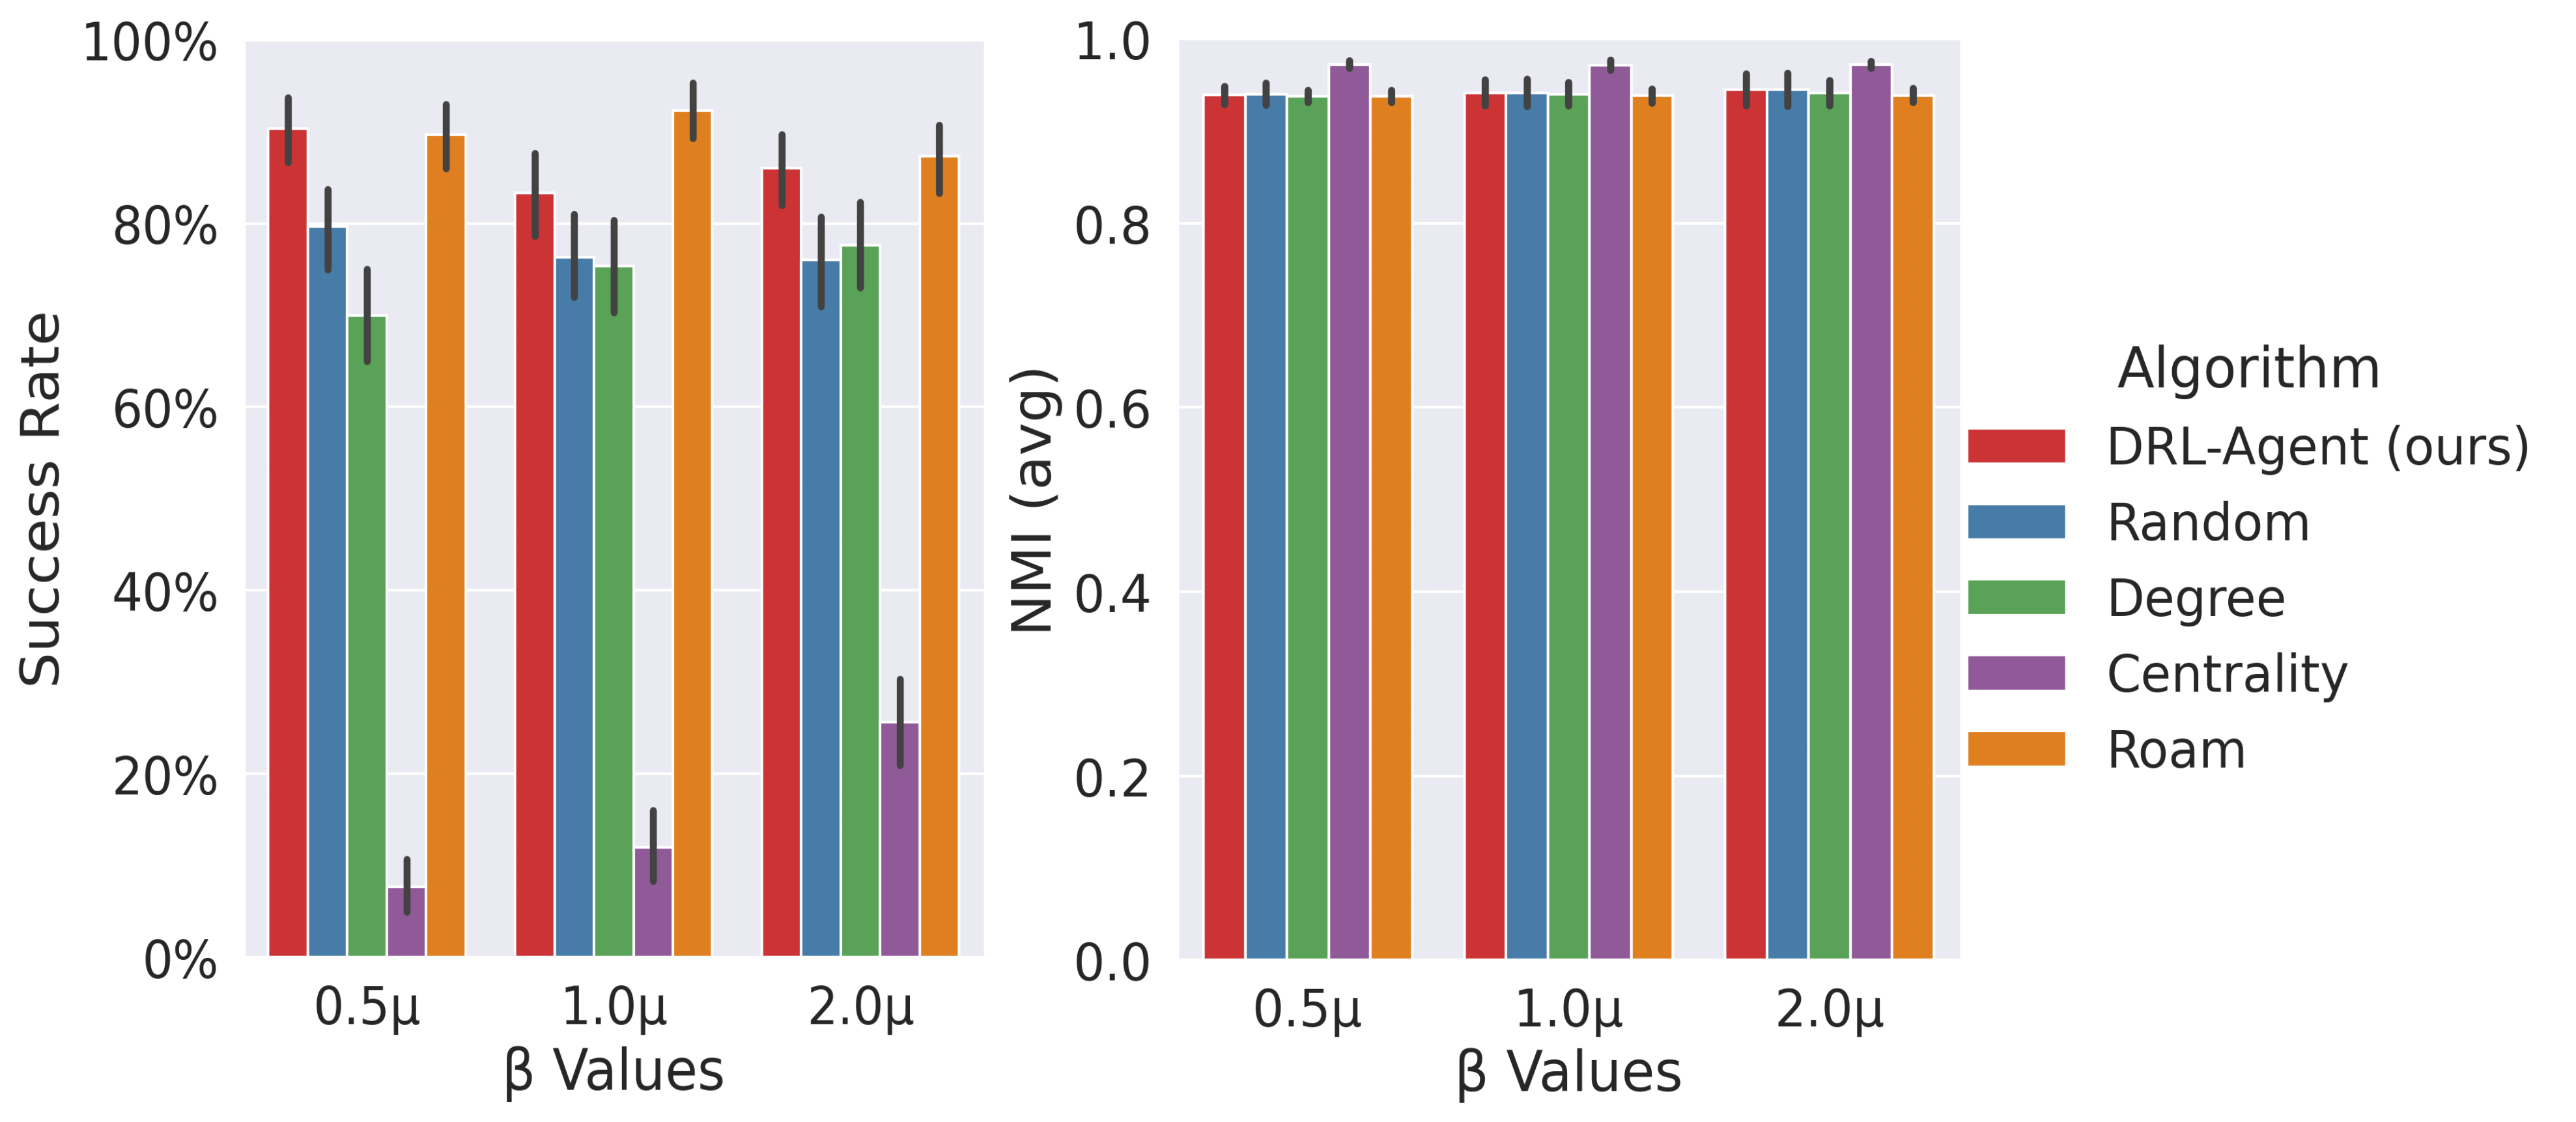 100%
80%
60%
40%
20%
0%
Success Rate
0.5μ 1.0μ 2.0μ
β Values
1.0
0.8
0.6
0.4
0.2
0.0
NMI (avg)
0.5μ 1.0μ 2.0μ
β Values
Algorithm
DRL-Agent (ours)
Random
Degree
Centrality
Roam